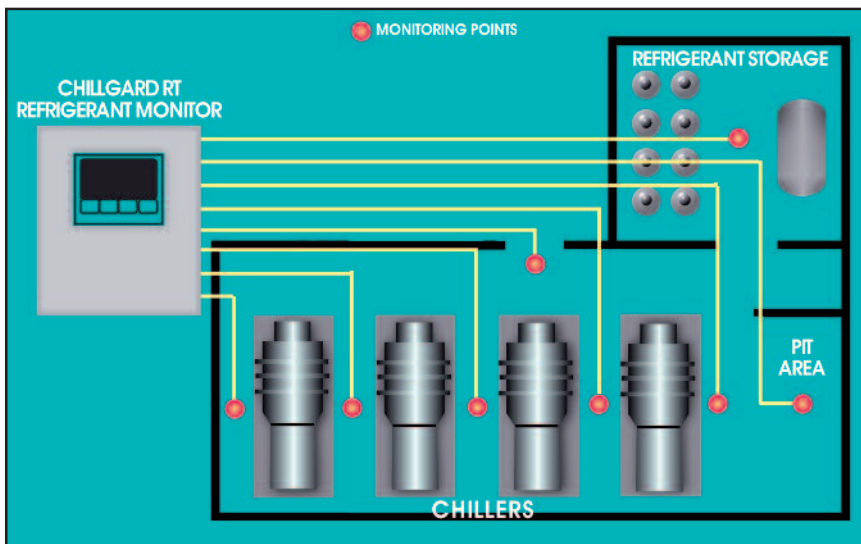 MONITORING POINTS
CHILLGARD RT
REFRIGERANT MONITOR
REFRIGERANT STORAGE
PIT
AREA
CHILLERS